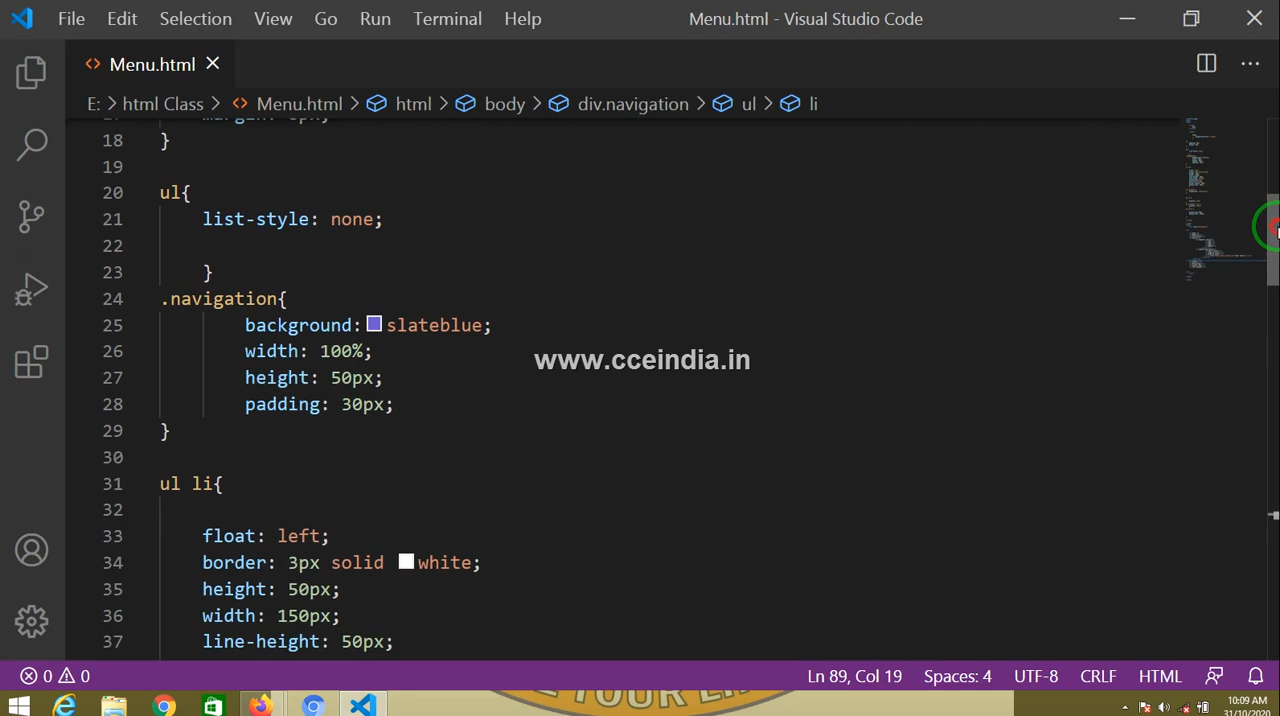 File Edit Selection View Go Run Terminal Help Menu.html - Visual Studio Code
Menu.html
E: > html Class > Menu.html > html > body > div.navigation > ul > li
18 }
19
20 ul{
21 list-style: none;
22
23 }
24 .navigation{
25 background: slateblue;
26 width: 100%;
27 height: 50px;
28 padding: 30px;
29 }
30
31 ul li{
32
33 float: left;
34 border: 3px solid white;
35 height: 50px;
36 width: 150px;
37 line-height: 50px;
www.cceindia.in
0 0 Ln 89, Col 19 Spaces: 4 UTF-8 CRLF HTML
10:09 AM
31/10/2020